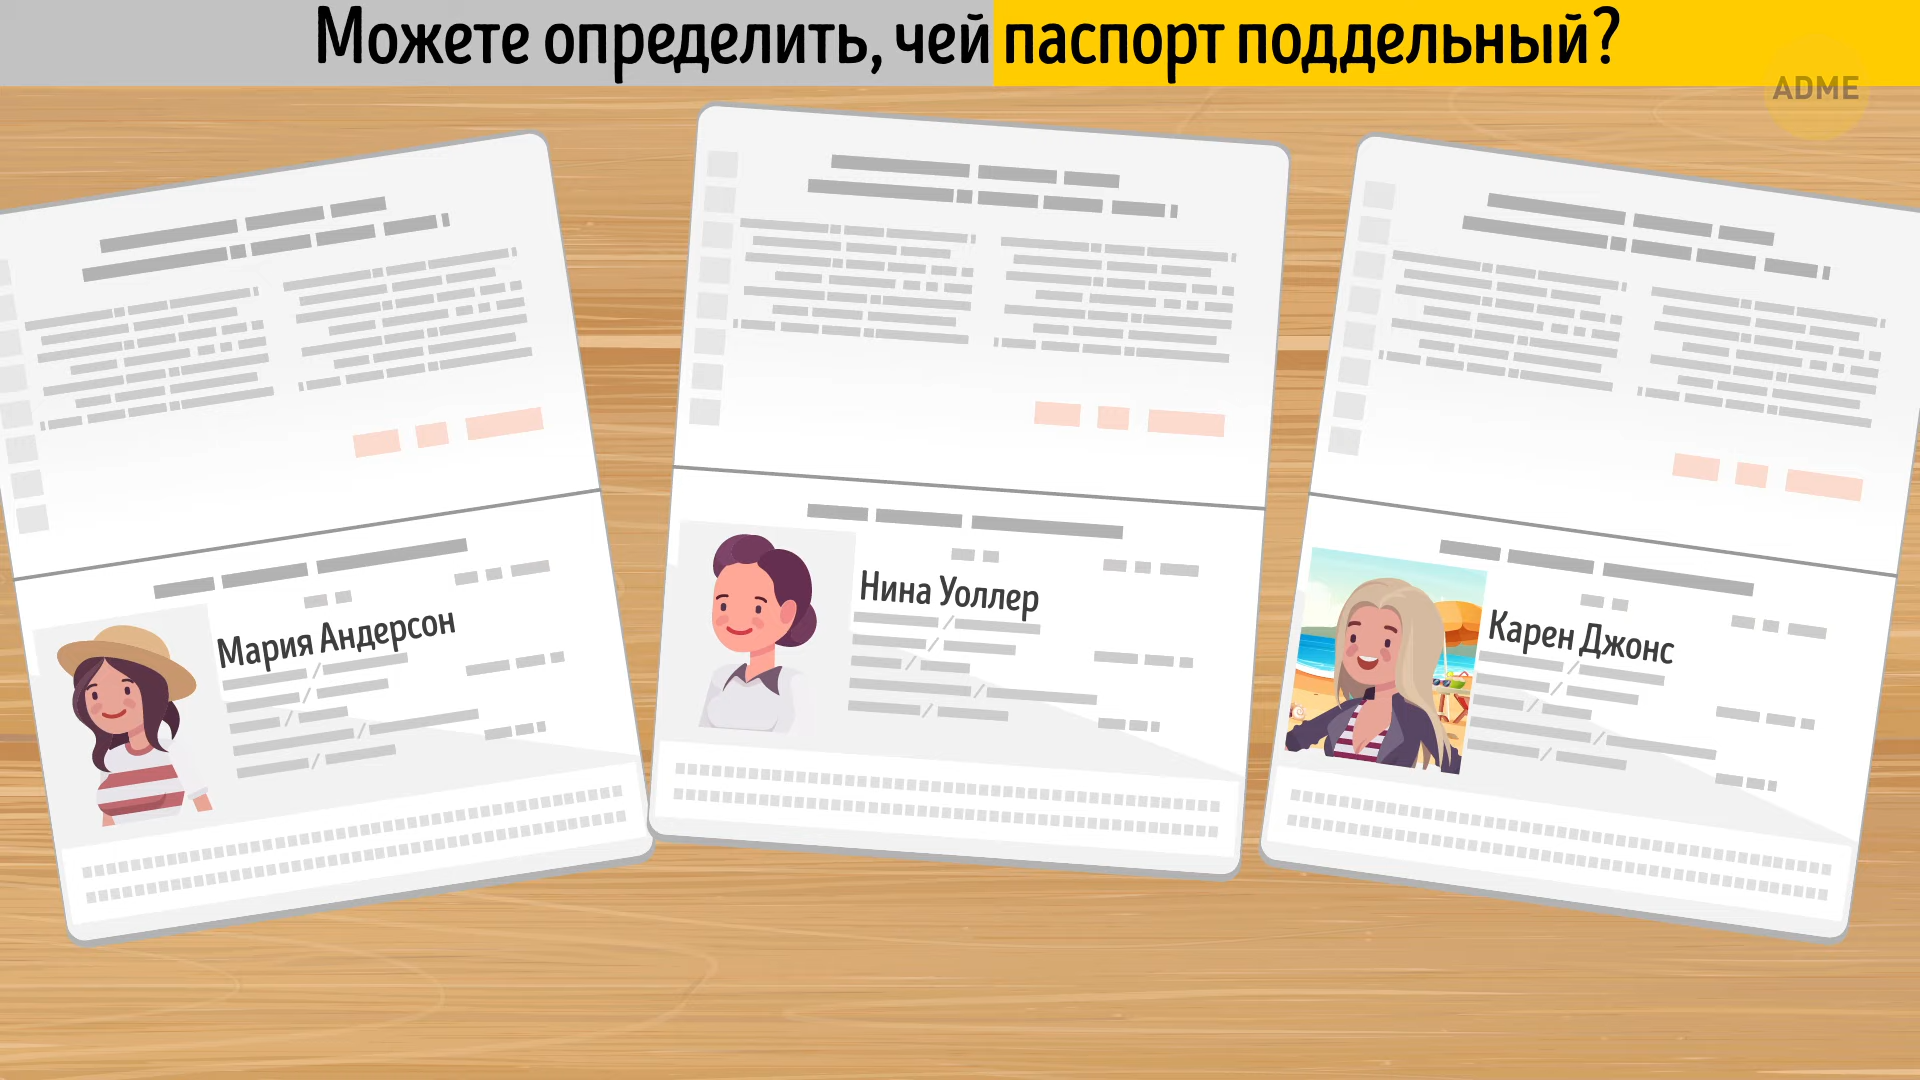 Можете определить, чей паспорт поддельный?
ADME
Мария Андерсон
Нина Уоллер
Карен Джонс